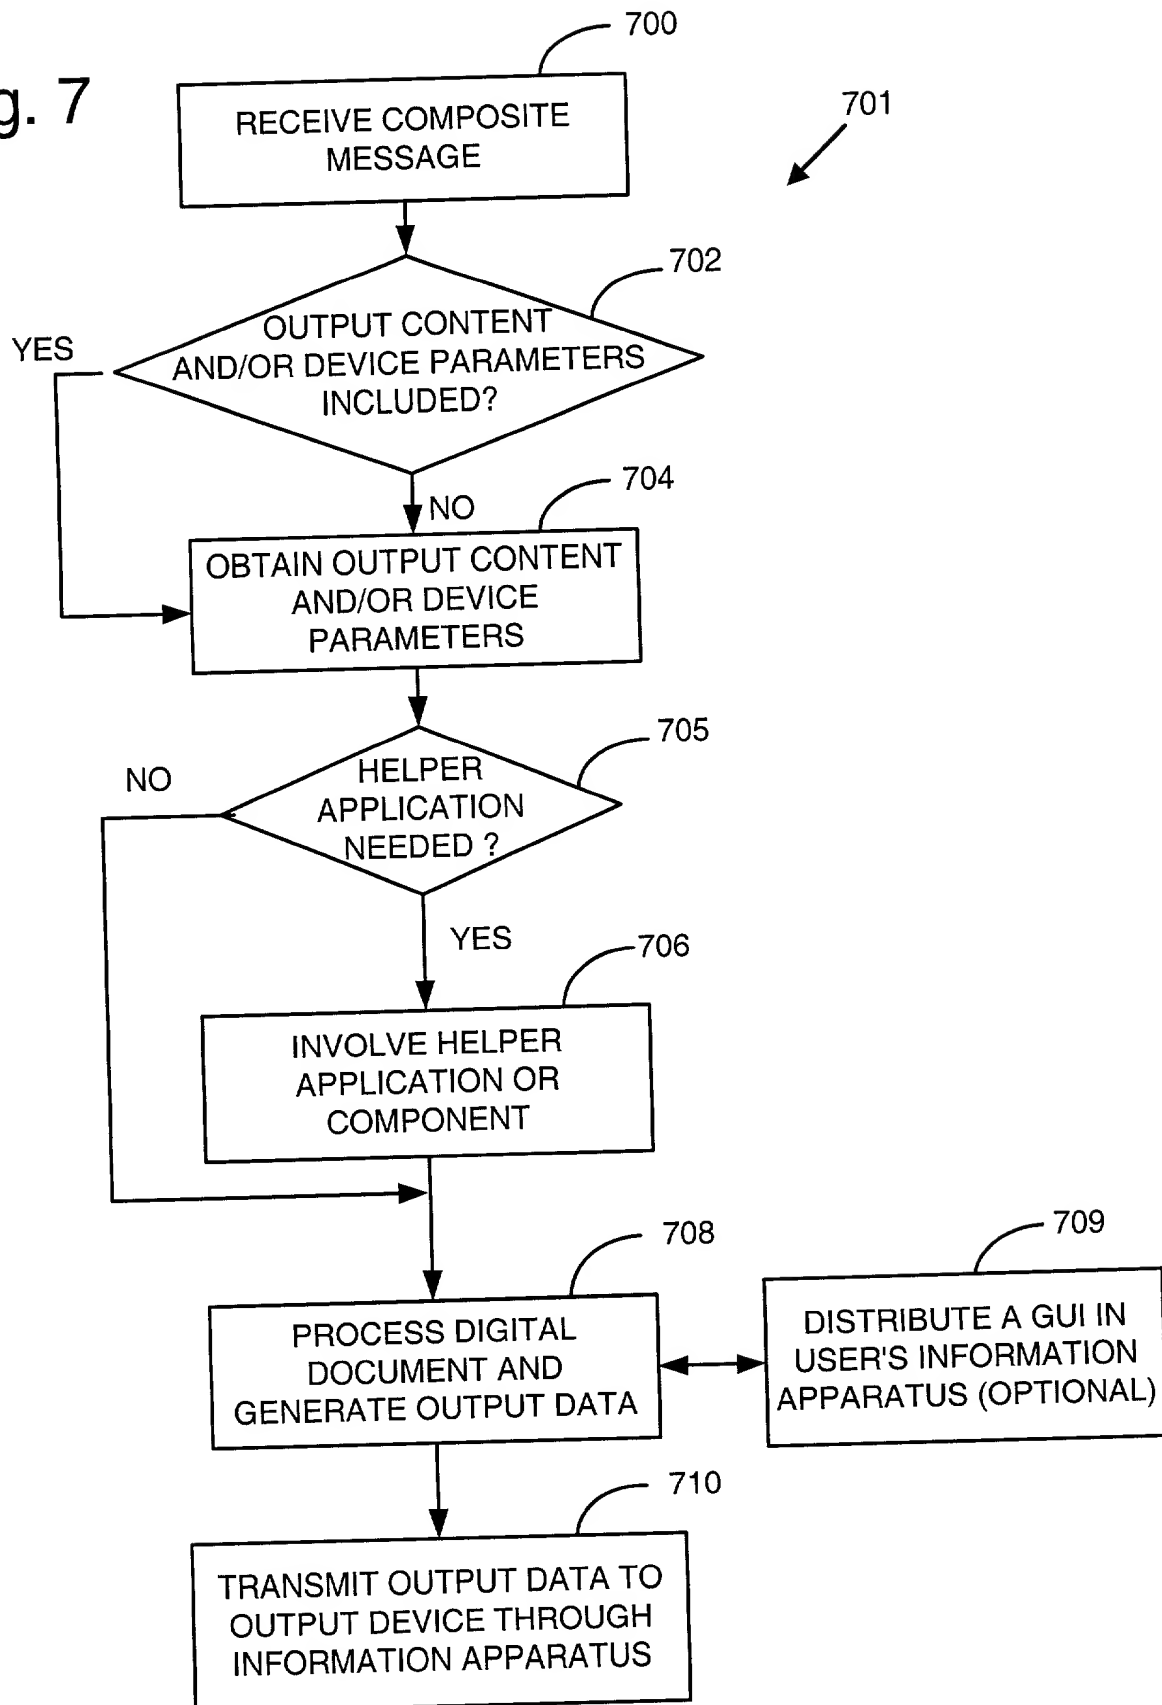 g. 7
700
RECEIVE COMPOSITE
MESSAGE
701
702
OUTPUT CONTENT
AND/OR DEVICE PARAMETERS
INCLUDED?
YES
NO
704
OBTAIN OUTPUT CONTENT
AND/OR DEVICE
PARAMETERS
705
HELPER
APPLICATION
NEEDED ?
NO
YES
706
INVOLVE HELPER
APPLICATION OR
COMPONENT
708
PROCESS DIGITAL
DOCUMENT AND
GENERATE OUTPUT DATA
709
DISTRIBUTE A GUI IN
USER'S INFORMATION
APPARATUS (OPTIONAL)
710
TRANSMIT OUTPUT DATA TO
OUTPUT DEVICE THROUGH
INFORMATION APPARATUS